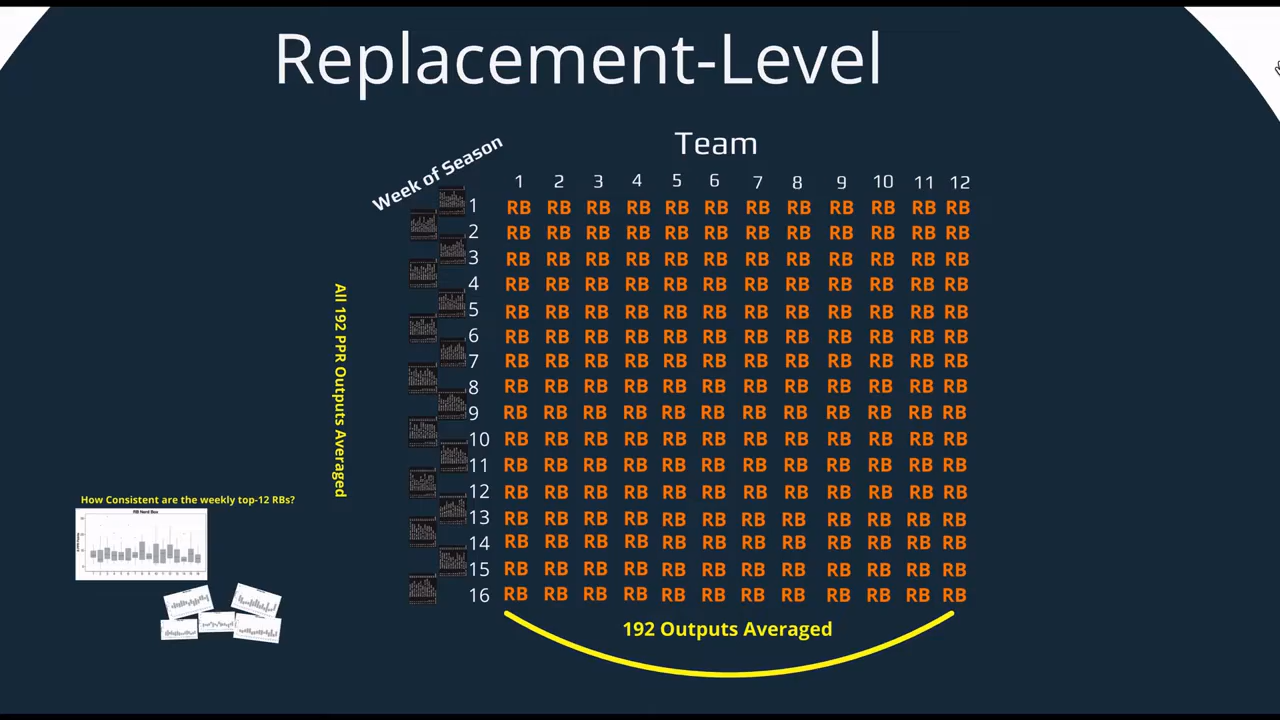 Replacement-Level
Team
Week of Season
1 2 3 4 5 6 7 8 9 10 11 12
1 RB RB RB RB RB RB RB RB RB RB RB RB
2 RB RB RB RB RB RB RB RB RB RB RB RB
3 RB RB RB RB RB RB RB RB RB RB RB RB
4 RB RB RB RB RB RB RB RB RB RB RB RB
5 RB RB RB RB RB RB RB RB RB RB RB RB
6 RB RB RB RB RB RB RB RB RB RB RB RB
7 RB RB RB RB RB RB RB RB RB RB RB RB
8 RB RB RB RB RB RB RB RB RB RB RB RB
9 RB RB RB RB RB RB RB RB RB RB RB RB
10 RB RB RB RB RB RB RB RB RB RB RB RB
11 RB RB RB RB RB RB RB RB RB RB RB RB
12 RB RB RB RB RB RB RB RB RB RB RB RB
13 RB RB RB RB RB RB RB RB RB RB RB RB
14 RB RB RB RB RB RB RB RB RB RB RB RB
15 RB RB RB RB RB RB RB RB RB RB RB RB
16 RB RB RB RB RB RB RB RB RB RB RB RB
All 192 PPR Outputs Averaged
192 Outputs Averaged
How Consistent are the weekly top-12 RBs?
RB Nerd Box